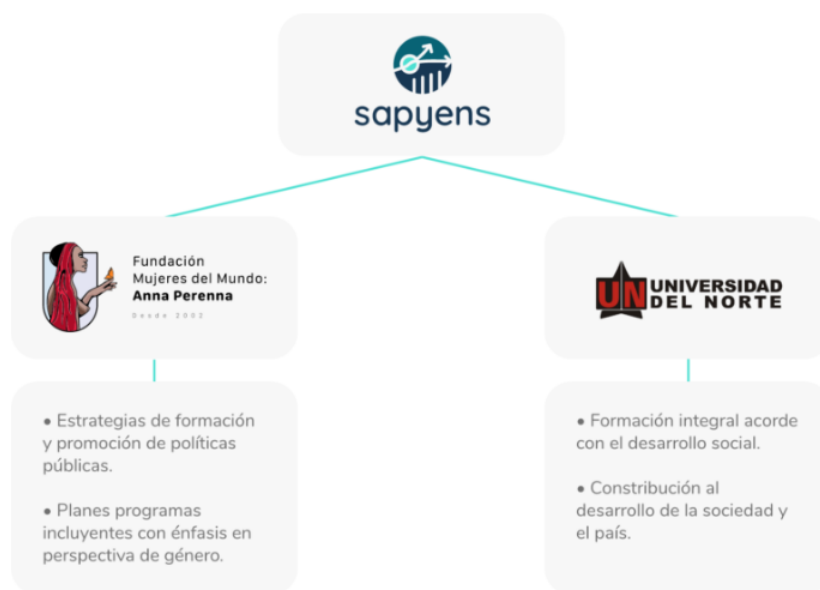 sapyens
Fundación
Mujeres del Mundo:
Anna Perenna
Desde 2002
UN UNIVERSIDAD
DEL NORTE
• Estrategias de formación
y promoción de políticas
públicas.
• Planes programas
incluyentes con énfasis en
perspectiva de género.
• Formación integral acorde
con el desarrollo social.
• Constribución al
desarrollo de la sociedad y
el país.